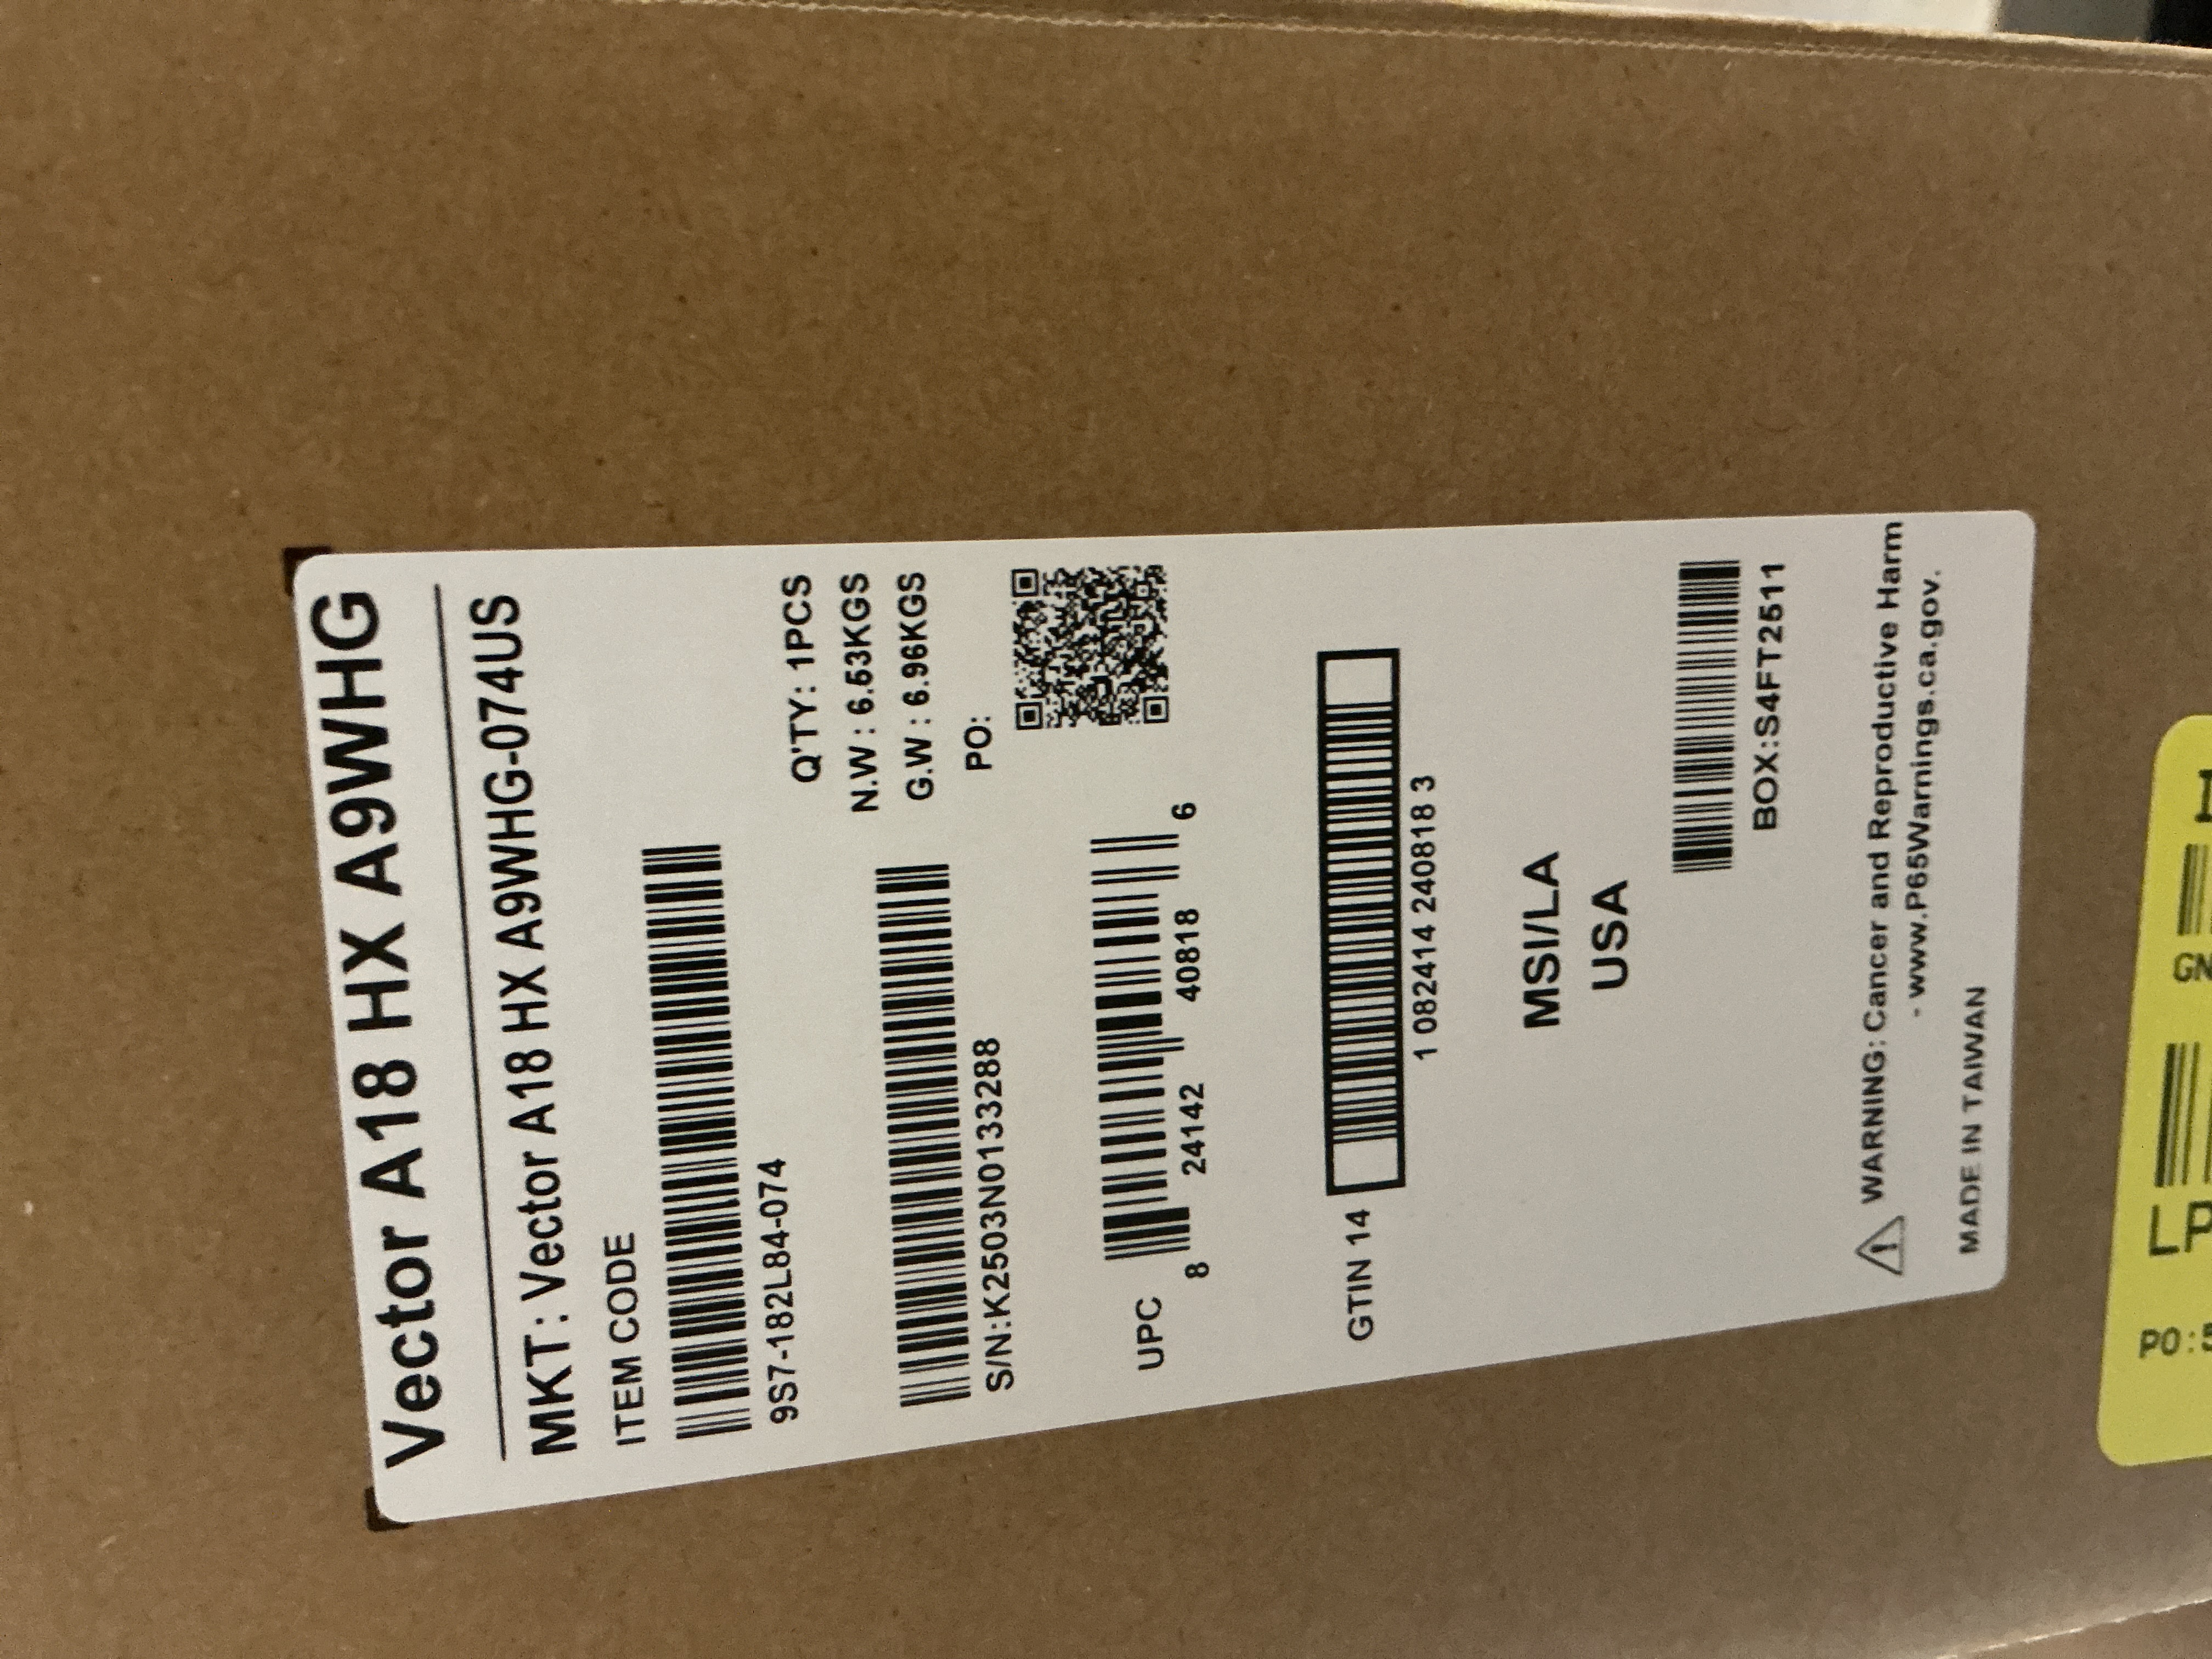 Vector A18 HX A9WHG
MKT: Vector A18 HX A9WHG-074US
ITEM CODE
9S7-182L84-074
Q'TY: 1PCS
N.W : 6.53KGS
G.W : 6.96KGS
S/N:K2503N0133288
PO:
UPC
8 24142 40818 6
GTIN 14
1 082414 240818 3
MSI/LA
USA
BOX:S4FT2511
WARNING: Cancer and Reproductive Harm
- www.P65Warnings.ca.gov.
MADE IN TAIWAN
GN
LP
PO: